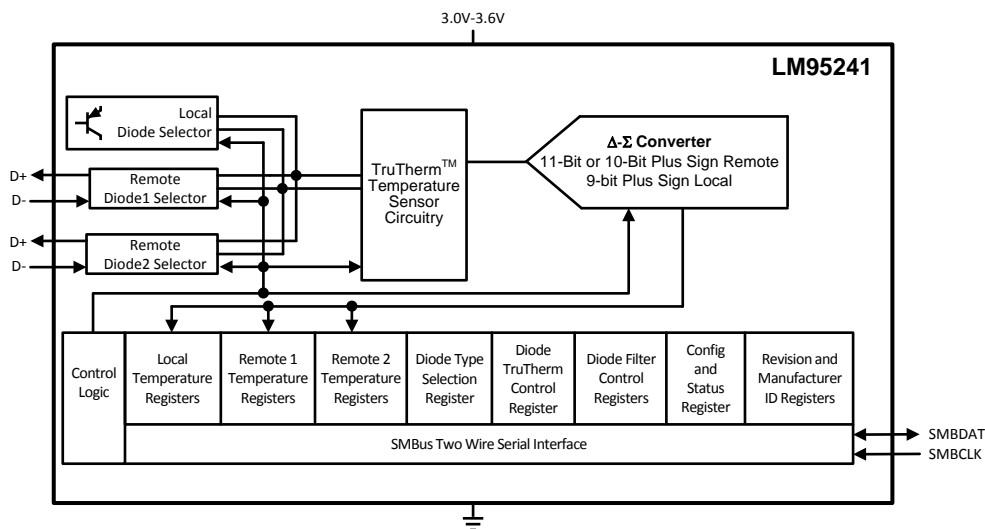 3.0V-3.6V
LM95241
Local
Diode Selector
D+
D-
Remote
Diode1 Selector
D+
D-
Remote
Diode2 Selector
TruTherm™
Temperature
Sensor
Circuitry
Δ-Σ Converter
11-Bit or 10-Bit Plus Sign Remote
9-bit Plus Sign Local
Control
Logic
Local
Temperature
Registers
Remote 1
Temperature
Registers
Remote 2
Temperature
Registers
Diode Type
Selection
Register
Diode
TruTherm
Control
Register
Diode Filter
Control
Registers
Config
and
Status
Register
Revision and
Manufacturer
ID Registers
SMBus Two Wire Serial Interface
SMBDAT
SMBCLK